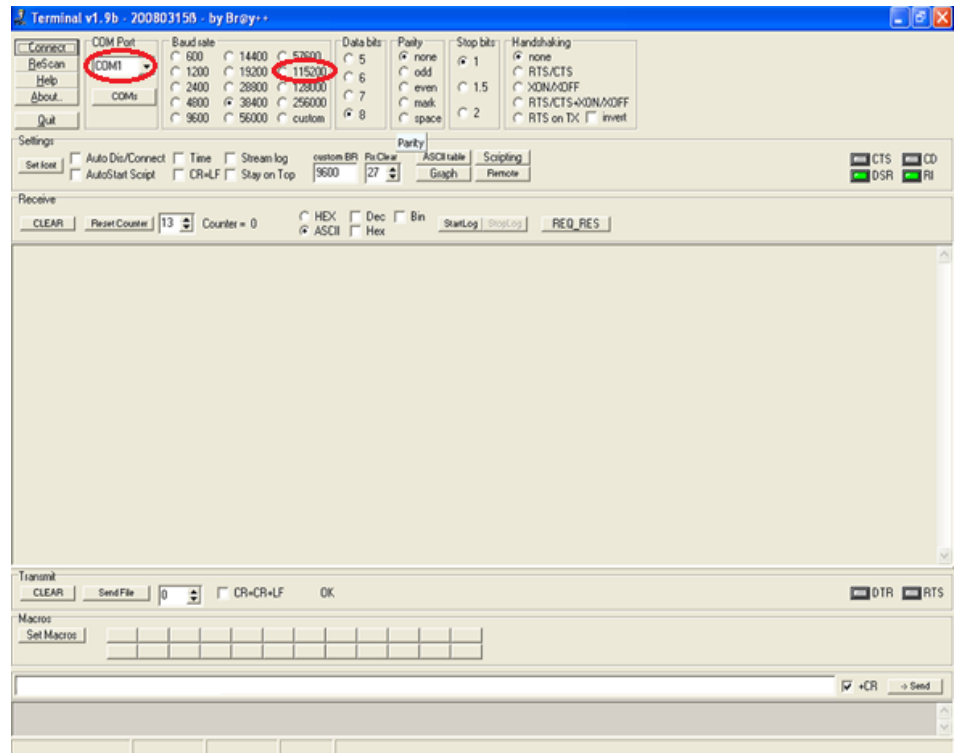 Terminal v1.9b - 20080315ß - by Br@y++
Connect
ReScan
Help
About..
Quit
COM Port
COM1
COMs
Baud rate
600 14400 57600
1200 19200 115200
2400 28800 128000
4800 38400 256000
9600 56000 custom
Data bits
5
6
7
8
Parity
none
odd
even
mark
space
Stop bits
1
1.5
2
Handshaking
none
RTS/CTS
XON/XOFF
RTS/CTS+XON/XOFF
RTS on TX invert
Parity
Settings
Set font
Auto Dis/Connect Time Stream log
AutoStart Script CR=LF Stay on Top
custom BR Rx Clear
9600 27
ASCII table Scripting
Graph Remote
CTS CD
DSR RI
Receive
CLEAR Reset Counter 13 Counter = 0
HEX Dec Bin
ASCII Hex
StartLog StopLog REQ_RES
Transmit
CLEAR Send File 0 CR=CR+LF OK
DTR RTS
Macros
Set Macros
+CR -> Send